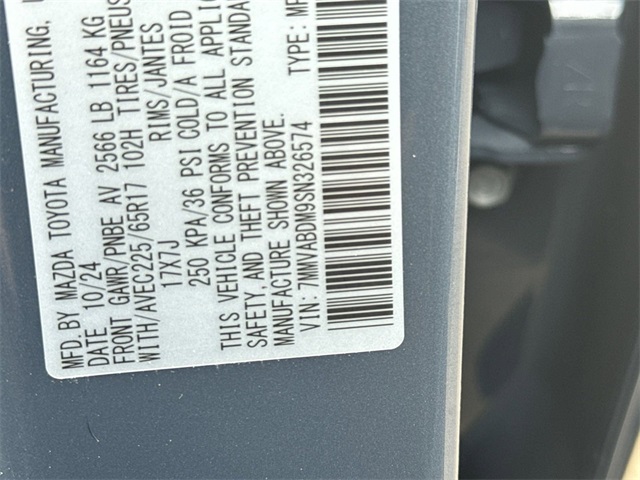 MFD. BY MAZDA TOYOTA MANUFACTURING,
DATE 10/24
FRONT GAWR/PNBE AV 2566 LB 1164 KG
WITH/AVEC225/65R17 102H TIRES/PNEUS
17X7J RIMS/JANTES
250 KPA/36 PSI COLD/A FROID
THIS VEHICLE CONFORMS TO ALL APPLIC
SAFETY, AND THEFT PREVENTION STANDA
MANUFACTURE SHOWN ABOVE.
VIN: 7MMVABDM9SN326574 TYPE: MP